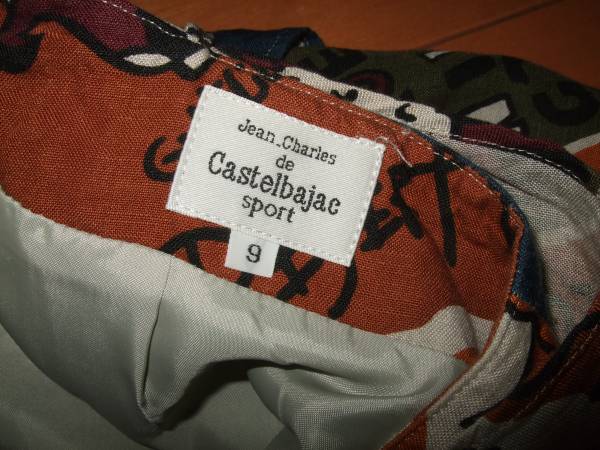 Jean_Charles
de
Castelbajac
sport
9